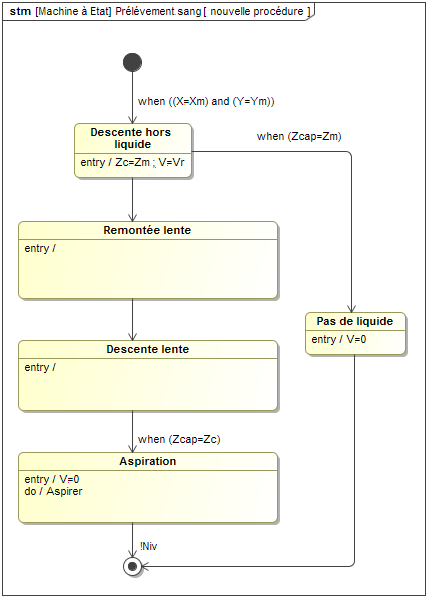 stm [Machine à Etat] Prélévement.sang [ nouvelle procédure ]
when ((X=Xm) and (Y=Ym))
Descente hors
liquide
entry / Zc=Zm ; V=Vr
when (Zcap=Zm)
Remontée lente
entry /
Pas de liquide
entry / V=0
Descente lente
entry /
when (Zcap=Zc)
Aspiration
entry / V=0
do / Aspirer
!Niv